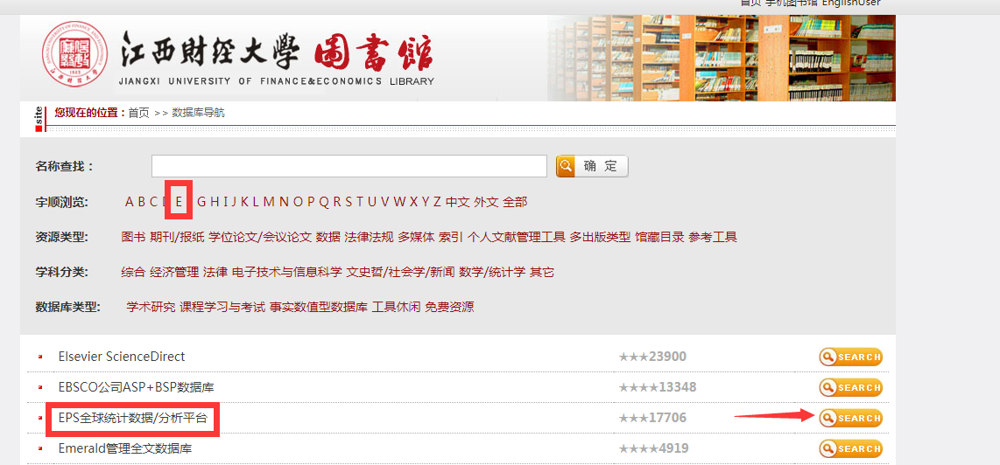 首页 手机图书馆 EnglishUser
江西財經大學 圖書館
JIANGXI UNIVERSITY OF FINANCE&ECONOMICS LIBRARY
site 您现在的位置：首页 >> 数据库导航
名称查找： 确 定
字顺浏览: A B C D E G H I J K L M N O P Q R S T U V W X Y Z 中文 外文 全部
资源类型: 图书 期刊/报纸 学位论文/会议论文 数据 法律法规 多媒体 索引 个人文献管理工具 多出版类型 馆藏目录 参考工具
学科分类: 综合 经济管理 法律 电子技术与信息科学 文史哲/社会学/新闻 数学/统计学 其它
数据库类型: 学术研究 课程学习与考试 事实数值型数据库 工具休闲 免费资源
Elsevier ScienceDirect ★★★23900 SEARCH
EBSCO公司ASP+BSP数据库 ★★★★13348 SEARCH
EPS全球统计数据/分析平台 ★★★17706 SEARCH
Emerald管理全文数据库 ★★★★4919 SEARCH